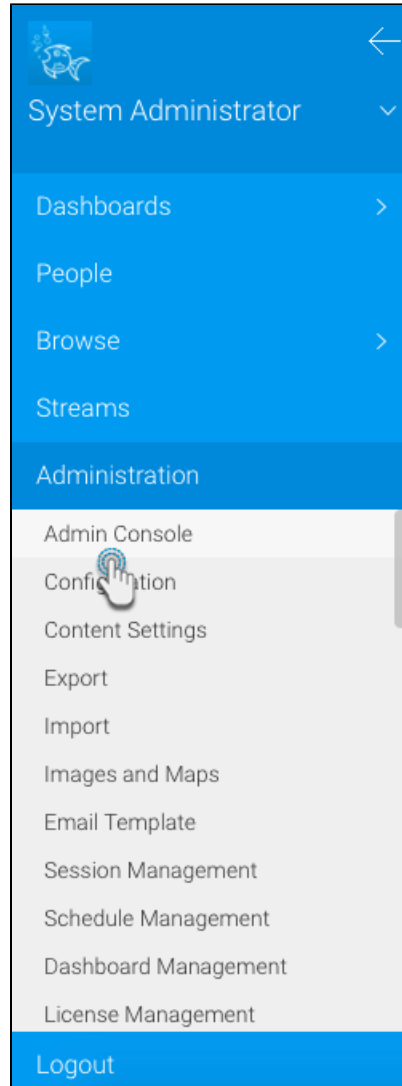 System Administrator
Dashboards
People
Browse
Streams
Administration
Admin Console
Configuration
Content Settings
Export
Import
Images and Maps
Email Template
Session Management
Schedule Management
Dashboard Management
License Management
Logout